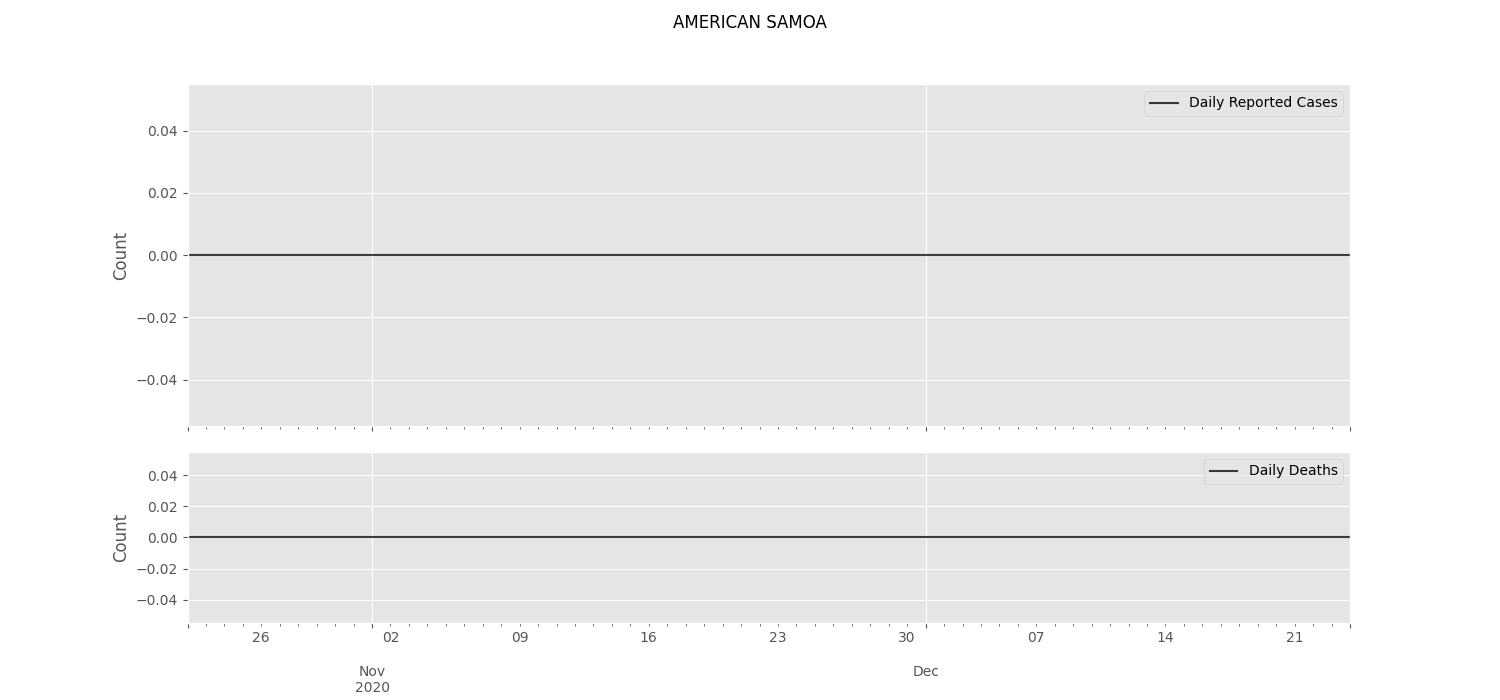 AMERICAN SAMOA
Daily Reported Cases
0.04
0.02
0.00
−0.02
−0.04
Count
Daily Deaths
0.04
0.02
0.00
−0.02
−0.04
Count
26 02 09 16 23 30 07 14 21
Nov Dec
2020